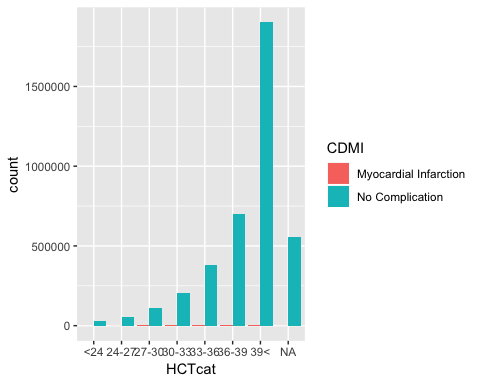 1500000
1000000
500000
0
count
<24 24-27 27-30 30-33 33-36 36-39 39< NA
HCTcat
CDMI
Myocardial Infarction
No Complication